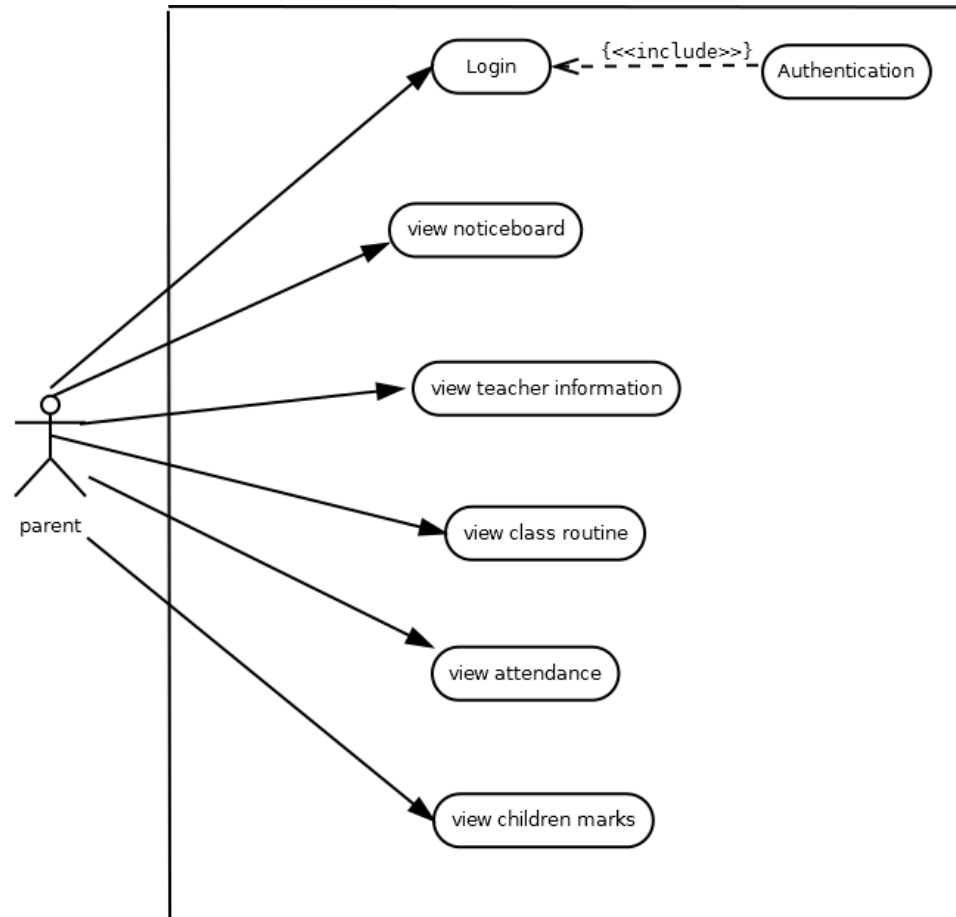 Login
{<<include>>}
Authentication
view noticeboard
view teacher information
parent
view class routine
view attendance
view children marks